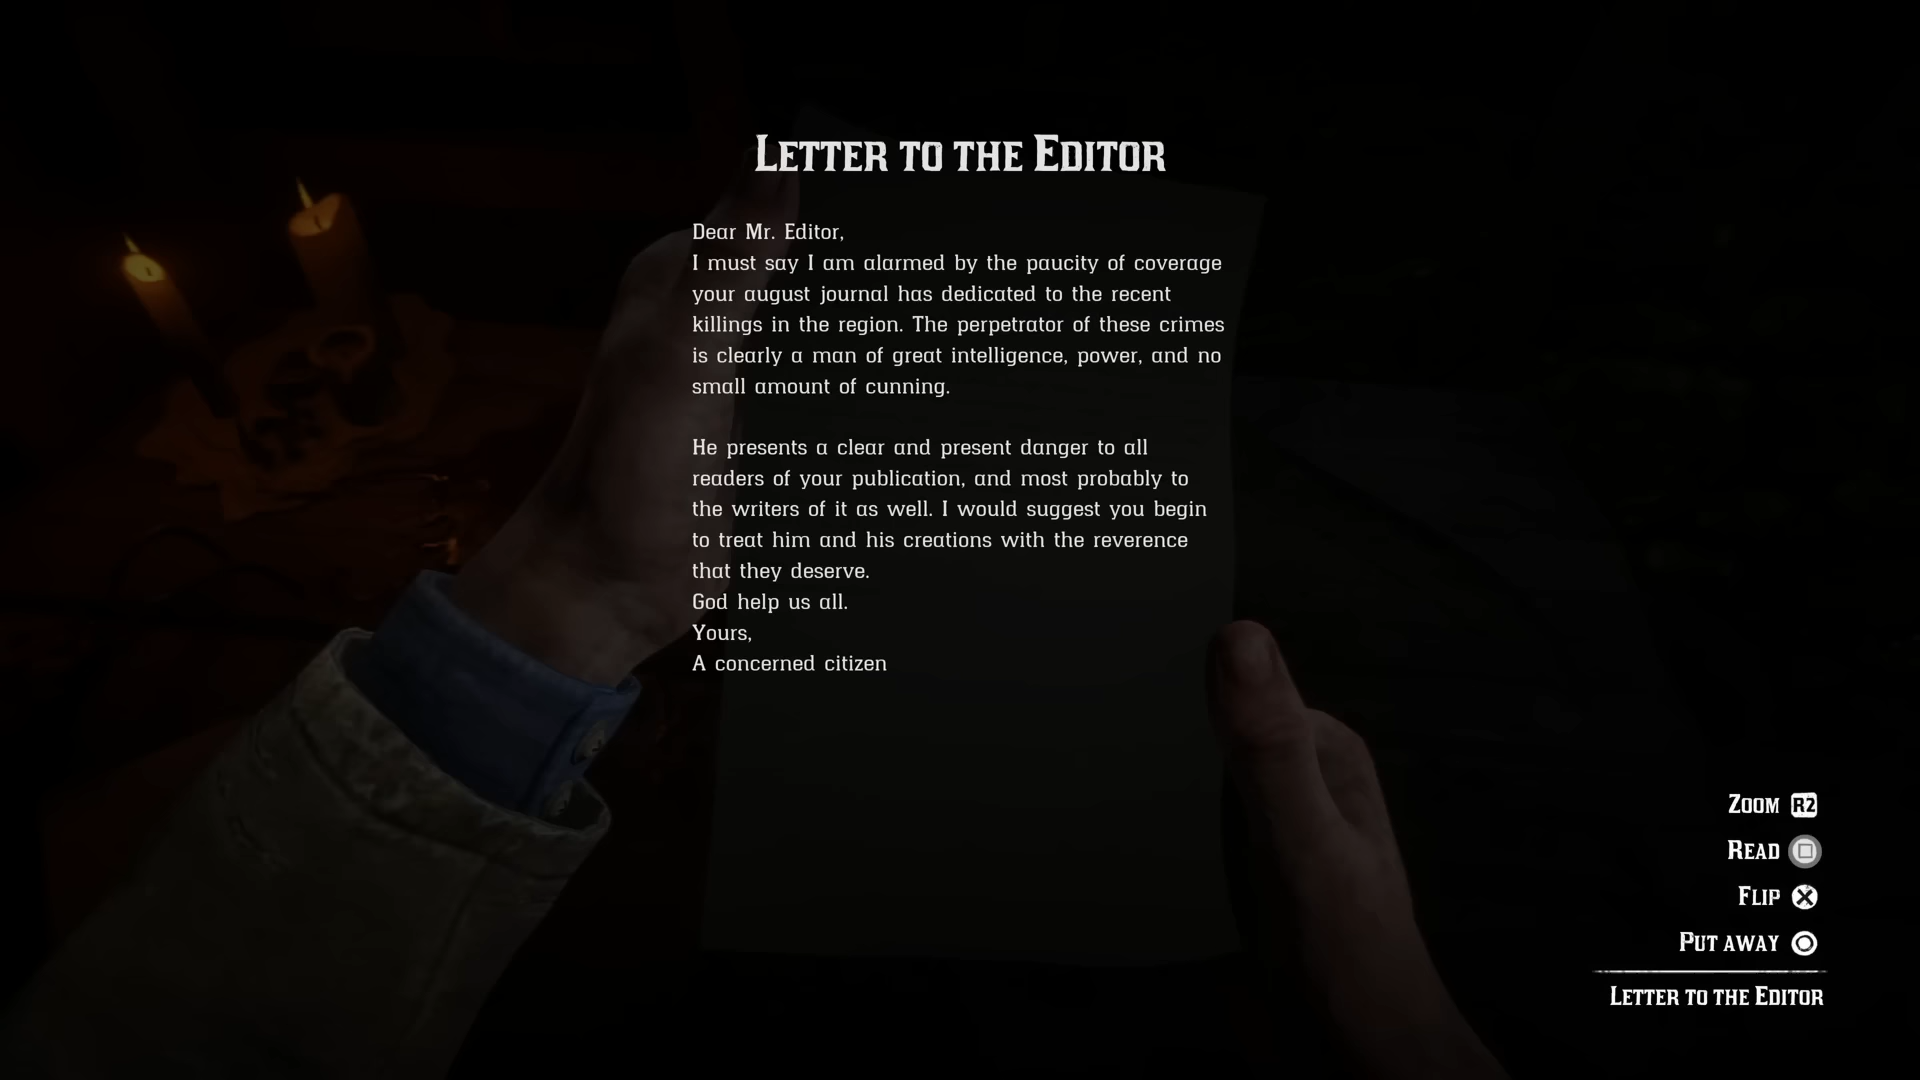 LETTER TO THE EDITOR
Dear Mr. Editor,
I must say I am alarmed by the paucity of coverage
your august journal has dedicated to the recent
killings in the region. The perpetrator of these crimes
is clearly a man of great intelligence, power, and no
small amount of cunning.
He presents a clear and present danger to all
readers of your publication, and most probably to
the writers of it as well. I would suggest you begin
to treat him and his creations with the reverence
that they deserve.
God help us all.
Yours,
A concerned citizen
ZOOM R2
READ
FLIP
PUT AWAY
LETTER TO THE EDITOR